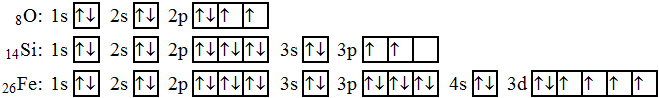 ₈O: 1s ↑↓ 2s ↑↓ 2p ↑↓ ↑ ↑
₁₄Si: 1s ↑↓ 2s ↑↓ 2p ↑↓ ↑↓ ↑↓ 3s ↑↓ 3p ↑ ↑
₂₆Fe: 1s ↑↓ 2s ↑↓ 2p ↑↓ ↑↓ ↑↓ 3s ↑↓ 3p ↑↓ ↑↓ ↑↓ 4s ↑↓ 3d ↑↓ ↑ ↑ ↑ ↑